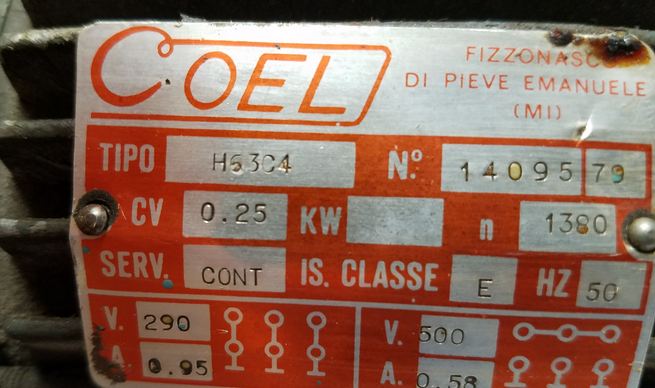 COEL
FIZZONASCO
DI PIEVE EMANUELE
(MI)
TIPO H63C4 N.º 14095 79
CV 0.25 KW n 1380
SERV. CONT IS. CLASSE E HZ 50
V. 290 V. 500
A 0.95 A. 0.58